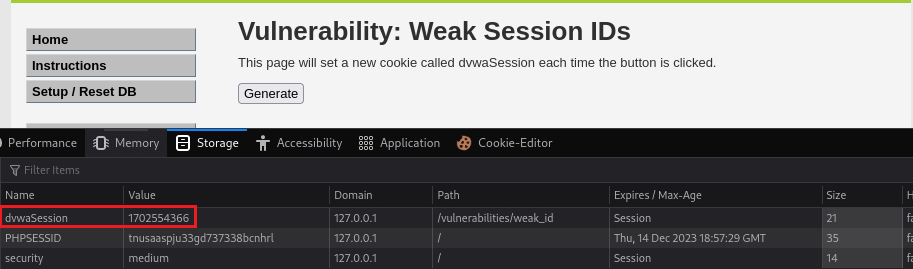 Vulnerability: Weak Session IDs
Home
Instructions
Setup / Reset DB
This page will set a new cookie called dvwaSession each time the button is clicked.
Generate
Performance Memory Storage Accessibility Application Cookie-Editor
Filter Items
Name Value Domain Path Expires / Max-Age Size
dvwaSession 1702554366 127.0.0.1 /vulnerabilities/weak_id Session 21
PHPSESSID tnusaaspju33gd737338bcnhrl 127.0.0.1 / Thu, 14 Dec 2023 18:57:29 GMT 35
security medium 127.0.0.1 / Session 14